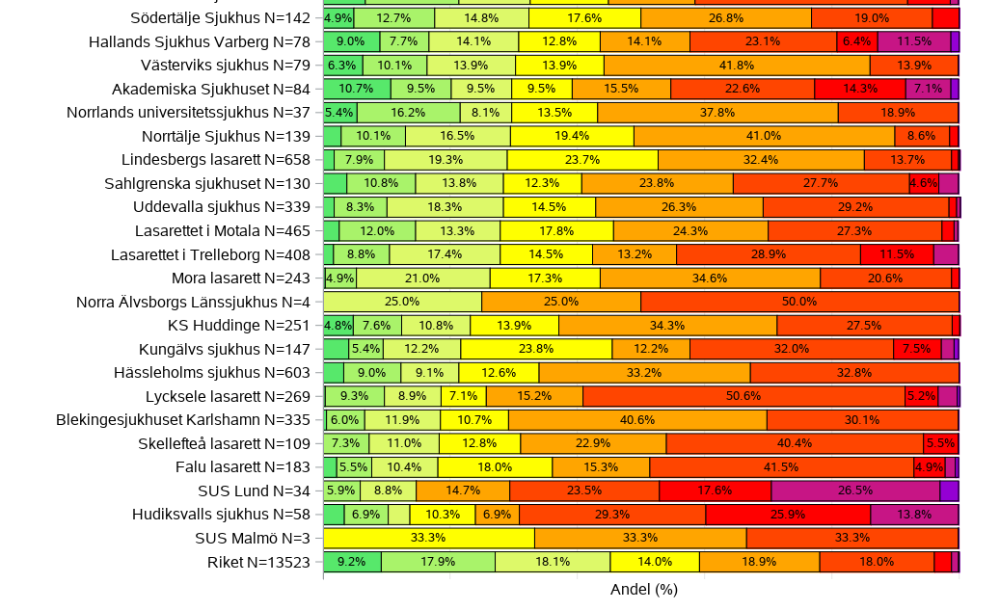 Södertälje Sjukhus N=142 4.9% 12.7% 14.8% 17.6% 26.8% 19.0%
Hallands Sjukhus Varberg N=78 9.0% 7.7% 14.1% 12.8% 14.1% 23.1% 6.4% 11.5%
Västerviks sjukhus N=79 6.3% 10.1% 13.9% 13.9% 41.8% 13.9%
Akademiska Sjukhuset N=84 10.7% 9.5% 9.5% 9.5% 15.5% 22.6% 14.3% 7.1%
Norrlands universitetssjukhus N=37 5.4% 16.2% 8.1% 13.5% 37.8% 18.9%
Norrtälje Sjukhus N=139 10.1% 16.5% 19.4% 41.0% 8.6%
Lindesbergs lasarett N=658 7.9% 19.3% 23.7% 32.4% 13.7%
Sahlgrenska sjukhuset N=130 10.8% 13.8% 12.3% 23.8% 27.7% 4.6%
Uddevalla sjukhus N=339 8.3% 18.3% 14.5% 26.3% 29.2%
Lasarettet i Motala N=465 12.0% 13.3% 17.8% 24.3% 27.3%
Lasarettet i Trelleborg N=408 8.8% 17.4% 14.5% 13.2% 28.9% 11.5%
Mora lasarett N=243 4.9% 21.0% 17.3% 34.6% 20.6%
Norra Älvsborgs Länssjukhus N=4 25.0% 25.0% 50.0%
KS Huddinge N=251 4.8% 7.6% 10.8% 13.9% 34.3% 27.5%
Kungälvs sjukhus N=147 5.4% 12.2% 23.8% 12.2% 32.0% 7.5%
Hässleholms sjukhus N=603 9.0% 9.1% 12.6% 33.2% 32.8%
Lycksele lasarett N=269 9.3% 8.9% 7.1% 15.2% 50.6% 5.2%
Blekingesjukhuset Karlshamn N=335 6.0% 11.9% 10.7% 40.6% 30.1%
Skellefteå lasarett N=109 7.3% 11.0% 12.8% 22.9% 40.4% 5.5%
Falu lasarett N=183 5.5% 10.4% 18.0% 15.3% 41.5% 4.9%
SUS Lund N=34 5.9% 8.8% 14.7% 23.5% 17.6% 26.5%
Hudiksvalls sjukhus N=58 6.9% 10.3% 6.9% 29.3% 25.9% 13.8%
SUS Malmö N=3 33.3% 33.3% 33.3%
Riket N=13523 9.2% 17.9% 18.1% 14.0% 18.9% 18.0%
Andel (%)